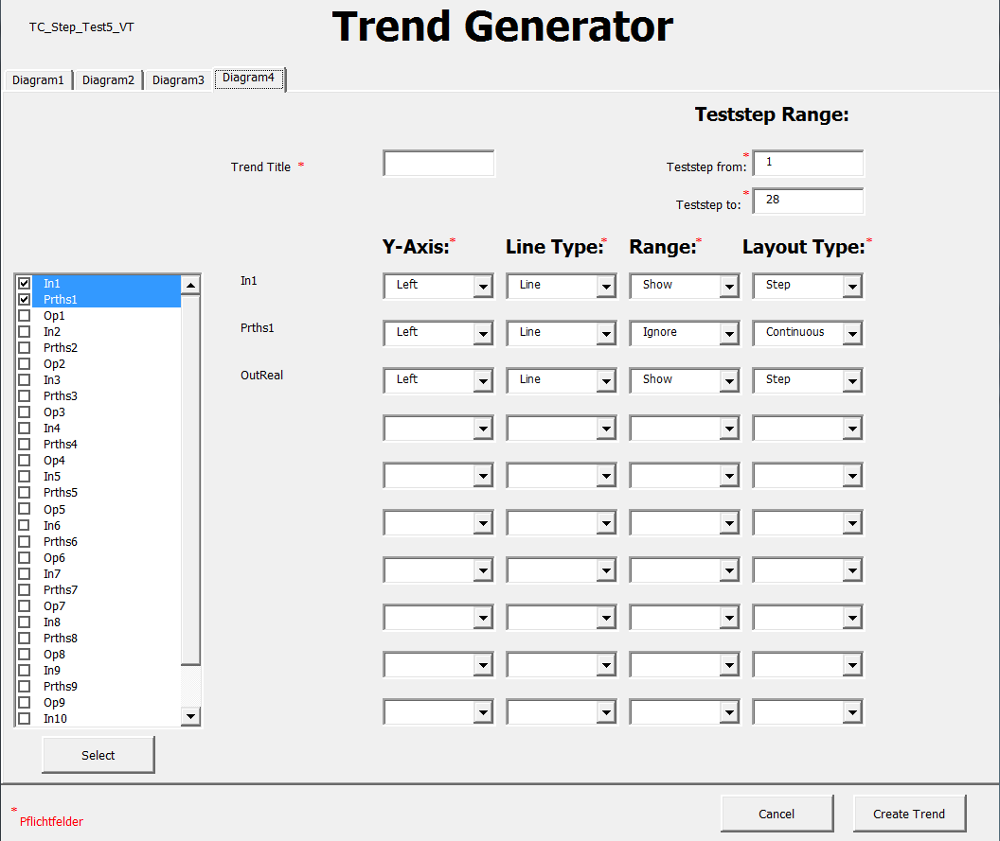 TC_Step_Test5_VT
Trend Generator
Diagram1 Diagram2 Diagram3 Diagram4
Teststep Range:
Trend Title *
Teststep from:* 1
Teststep to:* 28
Y-Axis:* Line Type:* Range:* Layout Type:*
In1 Left Line Show Step
Prths1 Left Line Ignore Continuous
OutReal Left Line Show Step
In1
Prths1
Op1
In2
Prths2
Op2
In3
Prths3
Op3
In4
Prths4
Op4
In5
Prths5
Op5
In6
Prths6
Op6
In7
Prths7
Op7
In8
Prths8
Op8
In9
Prths9
Op9
In10
Select
* Pflichtfelder
Cancel Create Trend